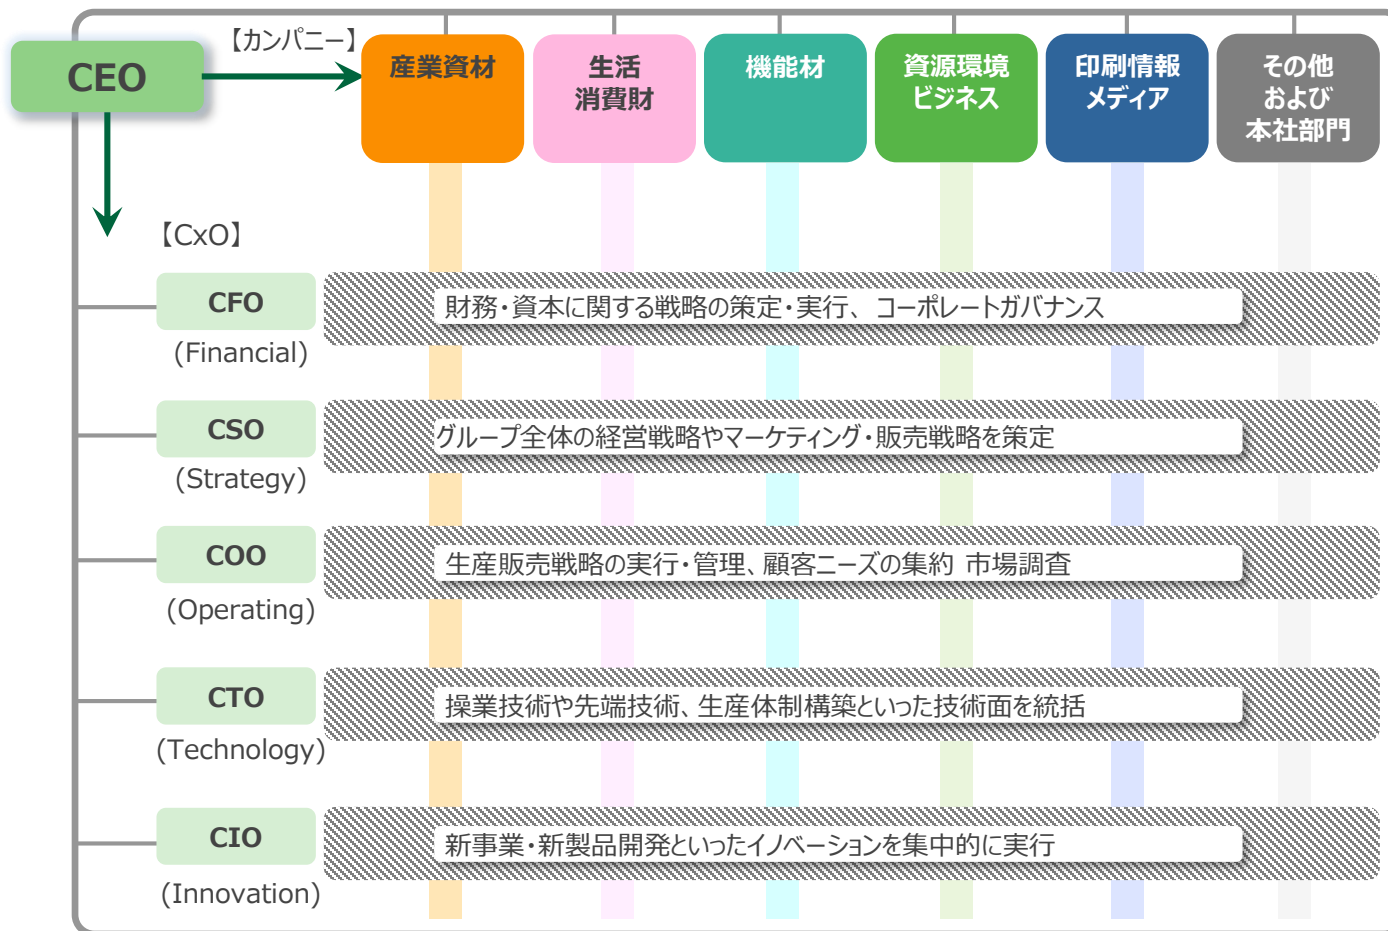 CEO
【カンパニー】
産業資材
生活
消費財
機能材
資源環境
ビジネス
印刷情報
メディア
その他
および
本社部門
【CxO】
CFO
(Financial)
財務・資本に関する戦略の策定・実行、コーポレートガバナンス
CSO
(Strategy)
グループ全体の経営戦略やマーケティング・販売戦略を策定
COO
(Operating)
生産販売戦略の実行・管理、顧客ニーズの集約 市場調査
CTO
(Technology)
操業技術や先端技術、生産体制構築といった技術面を統括
CIO
(Innovation)
新事業・新製品開発といったイノベーションを集中的に実行